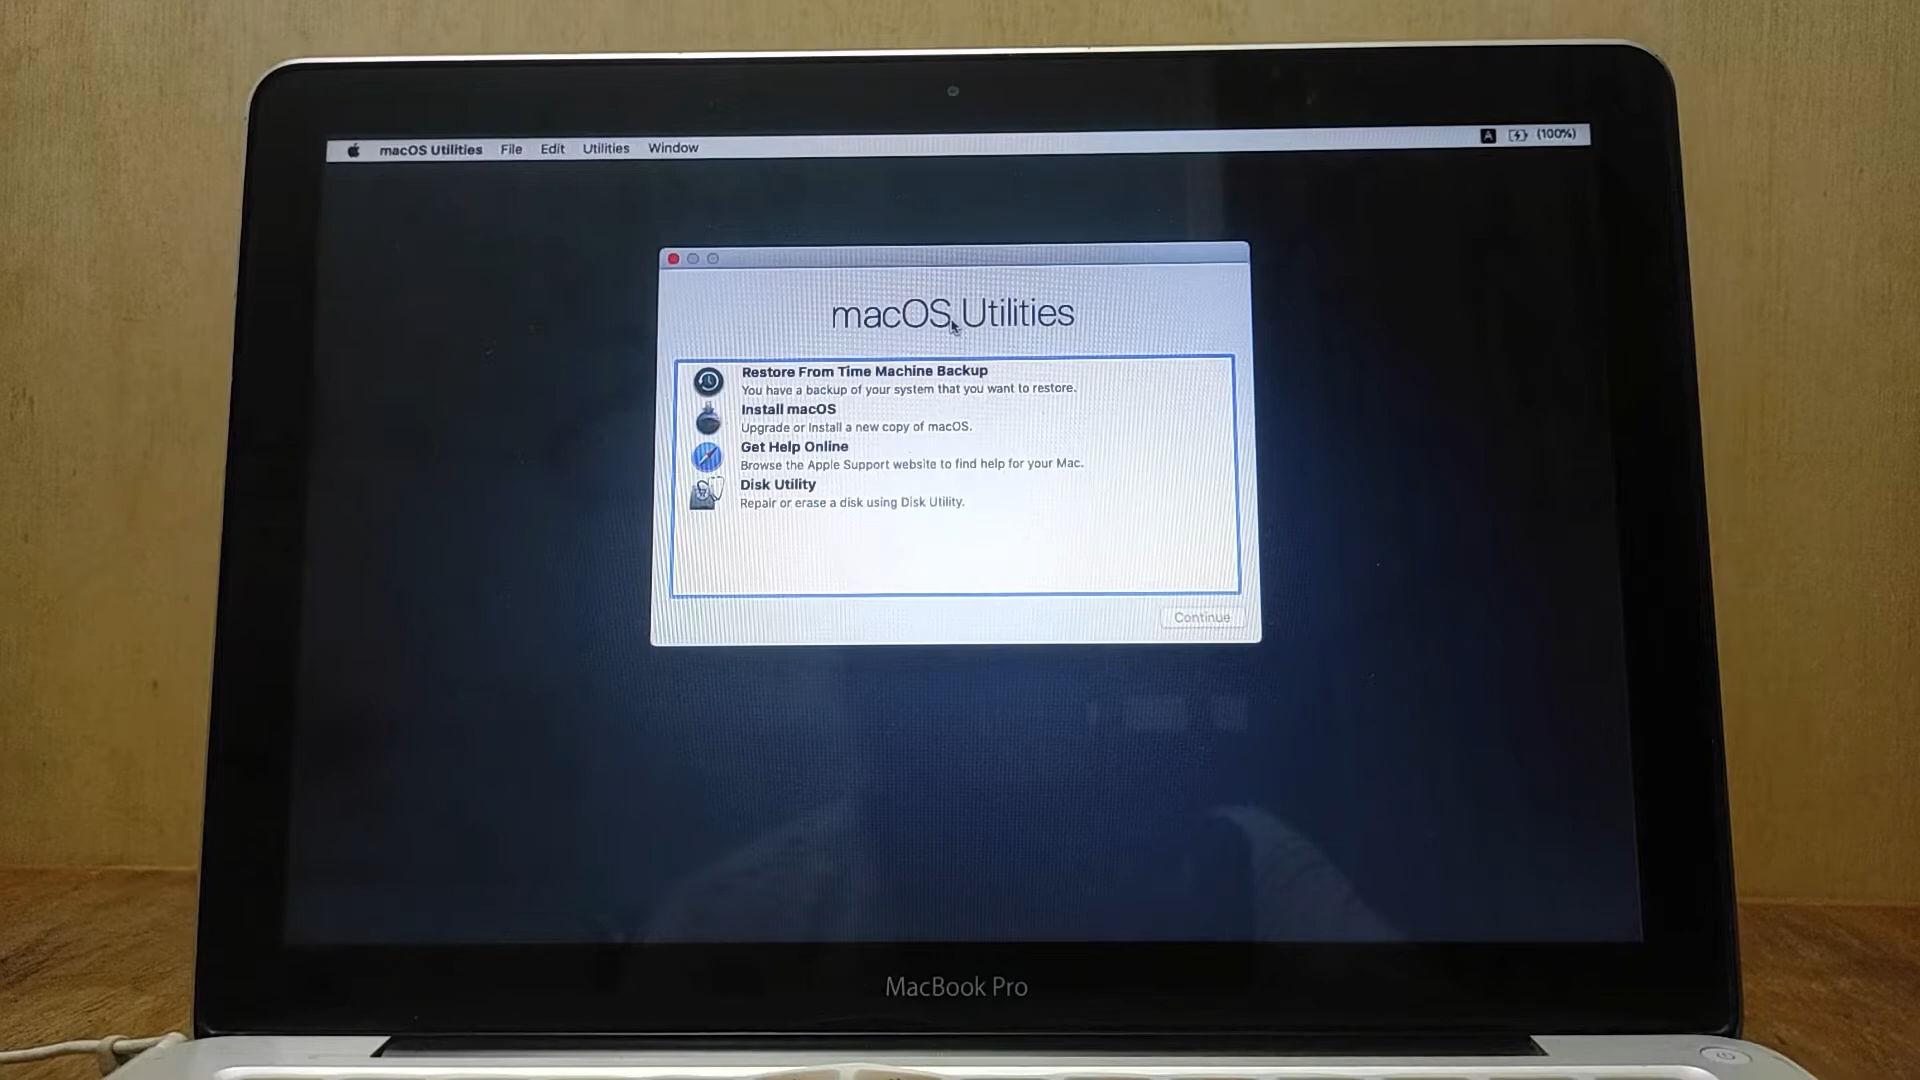 macOS Utilities File Edit Utilities Window A (100%)
macOS Utilities
Restore From Time Machine Backup
You have a backup of your system that you want to restore.
Install macOS
Upgrade or Install a new copy of macOS.
Get Help Online
Browse the Apple Support website to find help for your Mac.
Disk Utility
Repair or erase a disk using Disk Utility.
Continue
MacBook Pro